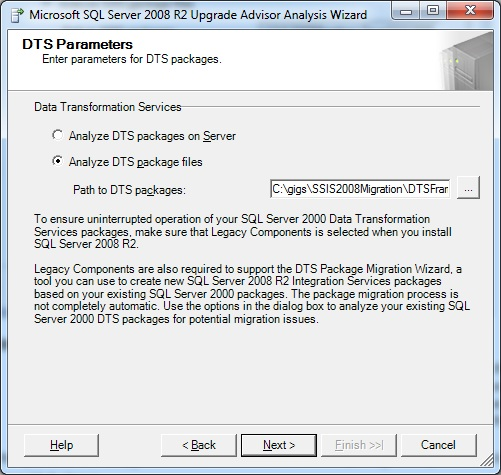 Microsoft SQL Server 2008 R2 Upgrade Advisor Analysis Wizard
DTS Parameters
Enter parameters for DTS packages.
Data Transformation Services
Analyze DTS packages on Server
Analyze DTS package files
Path to DTS packages:
C:\gigs\SSIS2008Migration\DTSFrar
...
To ensure uninterrupted operation of your SQL Server 2000 Data Transformation
Services packages, make sure that Legacy Components is selected when you install
SQL Server 2008 R2.
Legacy Components are also required to support the DTS Package Migration Wizard, a
tool you can use to create new SQL Server 2008 R2 Integration Services packages
based on your existing SQL Server 2000 packages. The package migration process is
not completely automatic. Use the options in the dialog box to analyze your existing SQL
Server 2000 DTS packages for potential migration issues.
Help
< Back
Next >
Finish >>|
Cancel